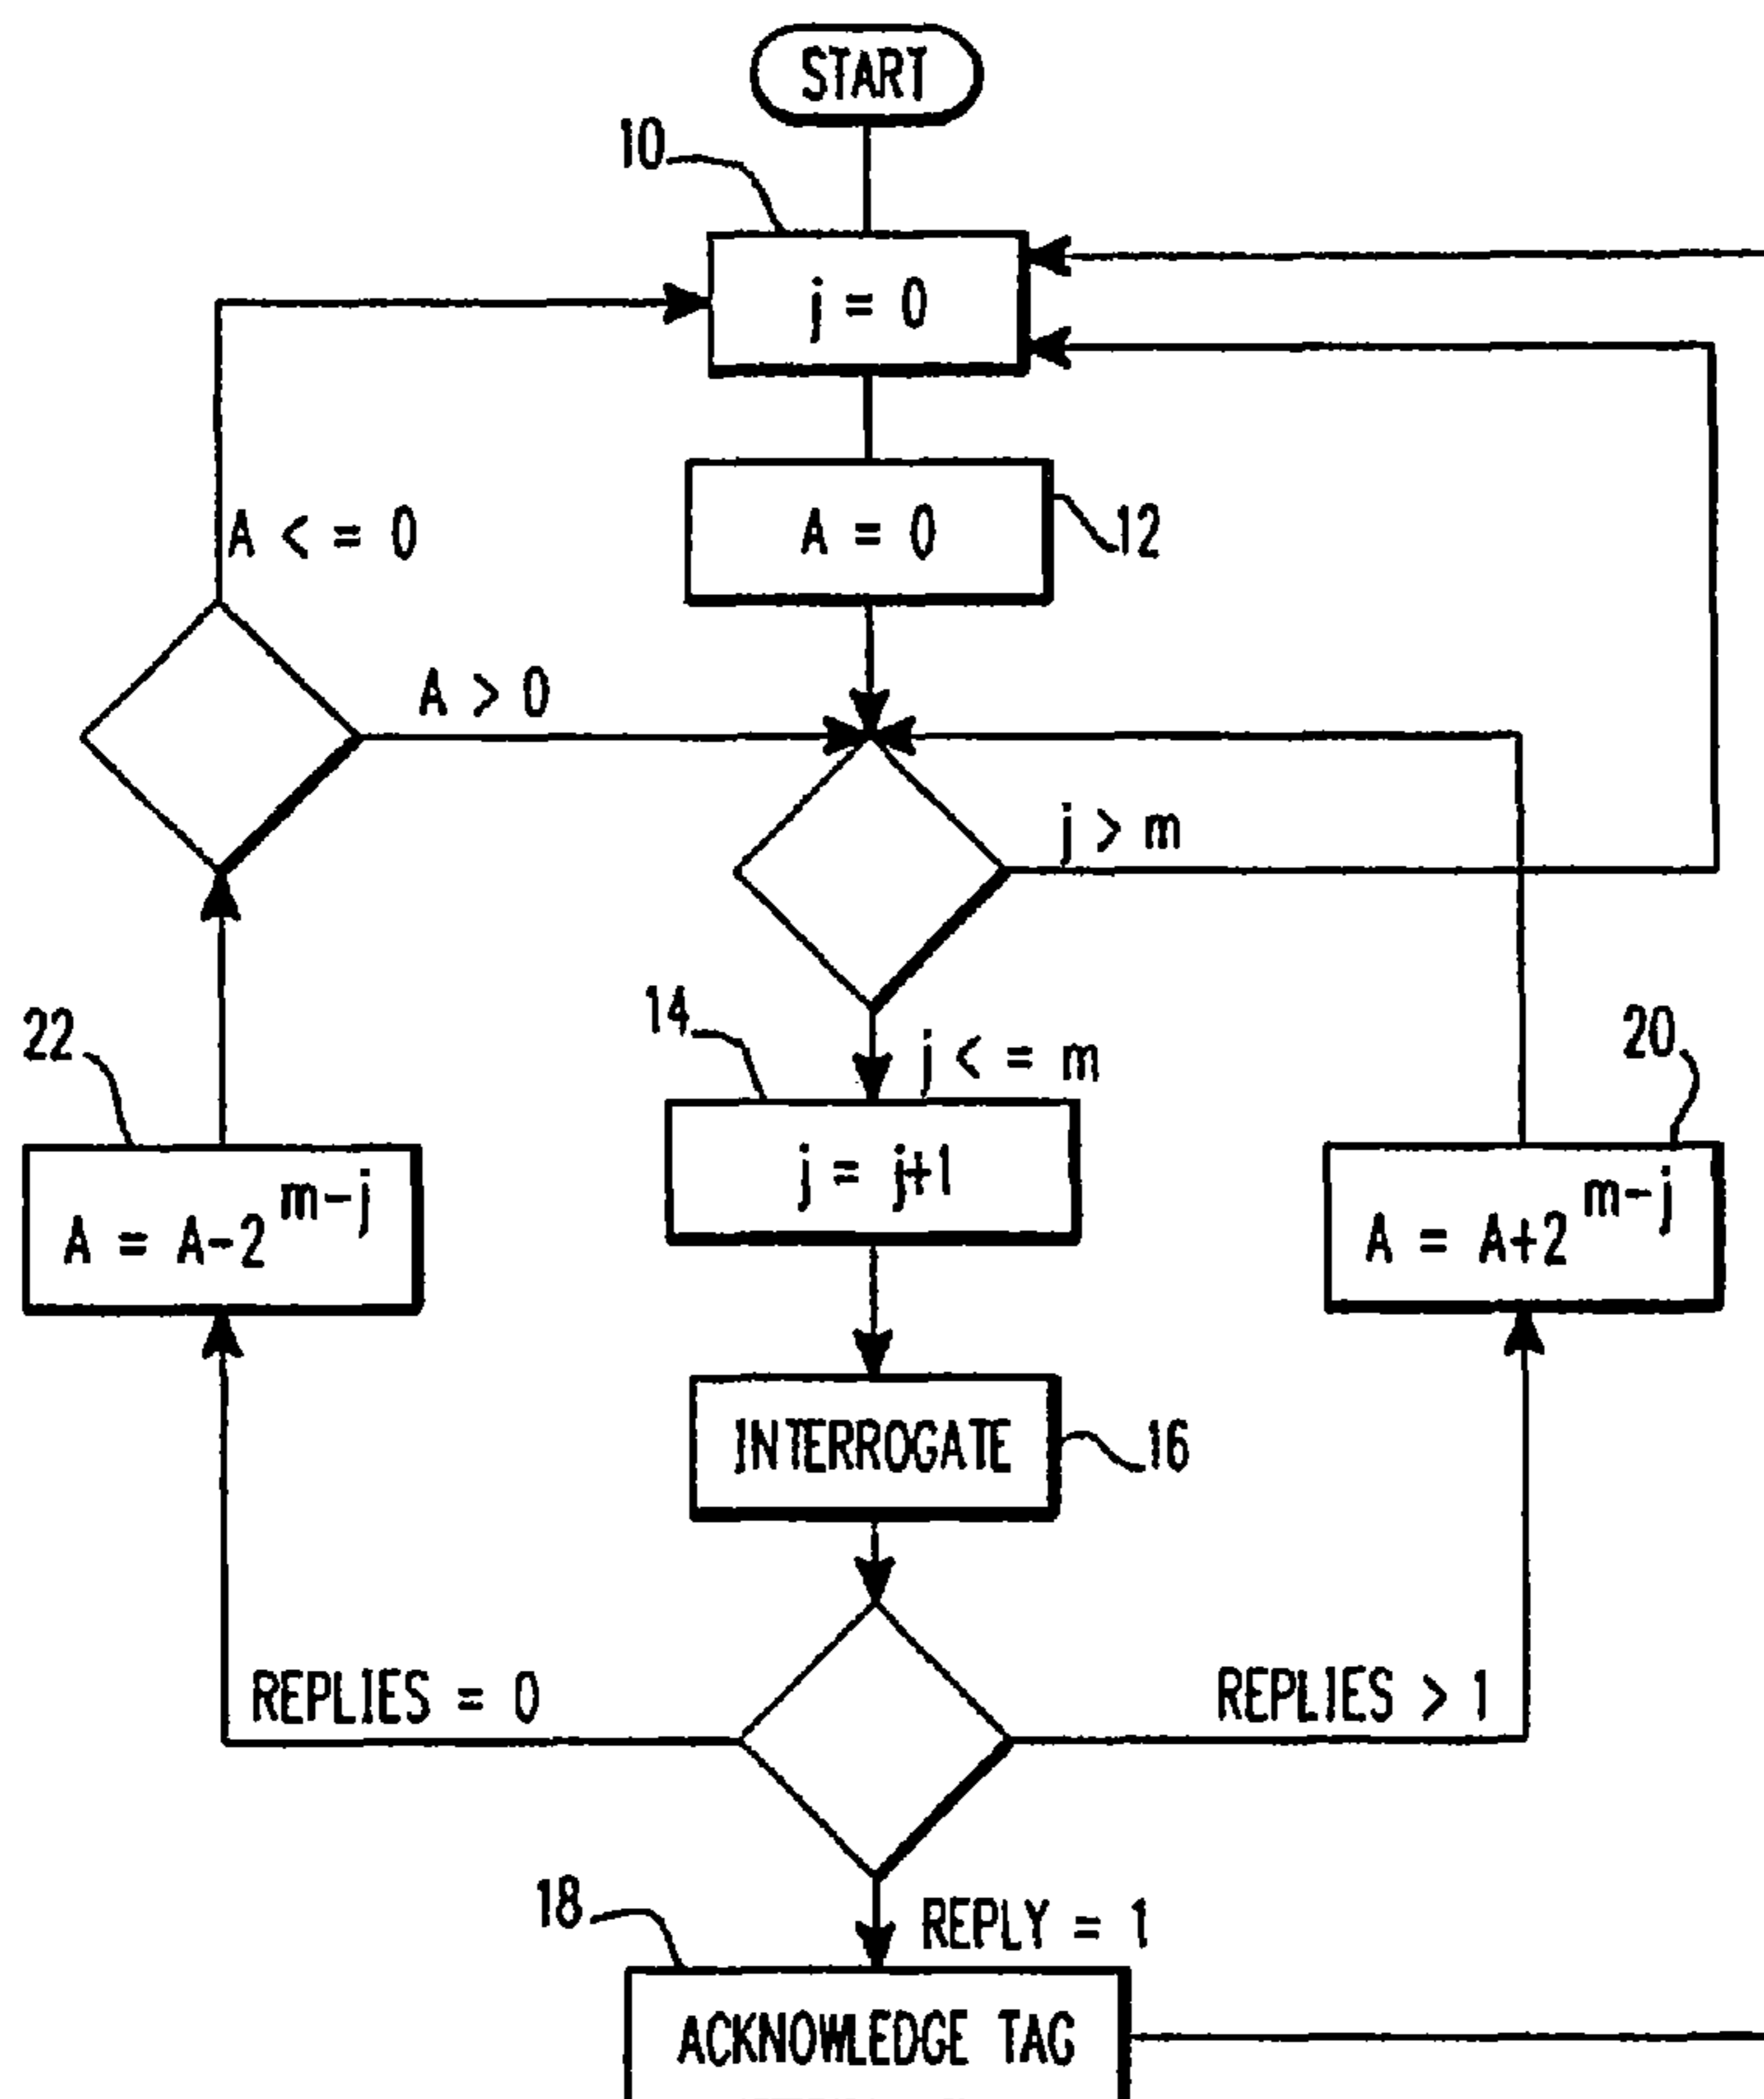 START
10
j = 0
A < = 0
A = 0
12
A > 0
j > m
14
j < = m
22
20
j = j+1
A = A-2^m-j
A = A+2^m-j
INTERROGATE
16
REPLIES = 0
REPLIES > 1
18
REPLY = 1
ACKNOWLEDGE TAG